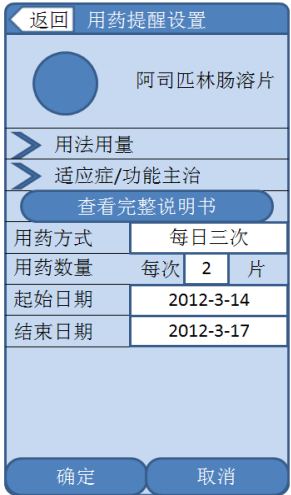 返回 用药提醒设置
阿司匹林肠溶片
用法用量
适应症/功能主治
查看完整说明书
用药方式 每日三次
用药数量 每次 2 片
起始日期 2012-3-14
结束日期 2012-3-17
确定 取消